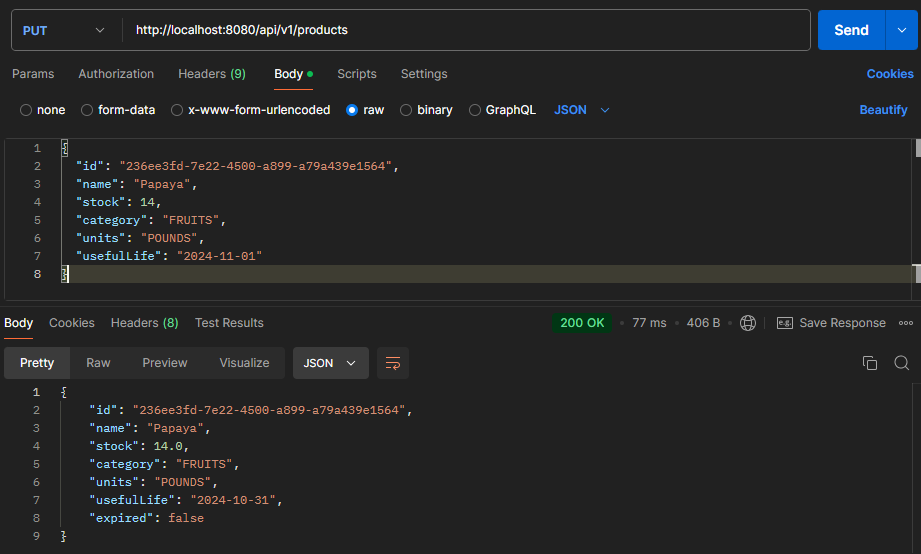 PUT http://localhost:8080/api/v1/products Send
Params Authorization Headers (9) Body Scripts Settings Cookies
none form-data x-www-form-urlencoded raw binary GraphQL JSON Beautify
1 {
2 "id": "236ee3fd-7e22-4500-a899-a79a439e1564",
3 "name": "Papaya",
4 "stock": 14,
5 "category": "FRUITS",
6 "units": "POUNDS",
7 "usefulLife": "2024-11-01"
8 }
Body Cookies Headers (8) Test Results 200 OK 77 ms 406 B e.g. Save Response
Pretty Raw Preview Visualize JSON
1 {
2 "id": "236ee3fd-7e22-4500-a899-a79a439e1564",
3 "name": "Papaya",
4 "stock": 14.0,
5 "category": "FRUITS",
6 "units": "POUNDS",
7 "usefulLife": "2024-10-31",
8 "expired": false
9 }